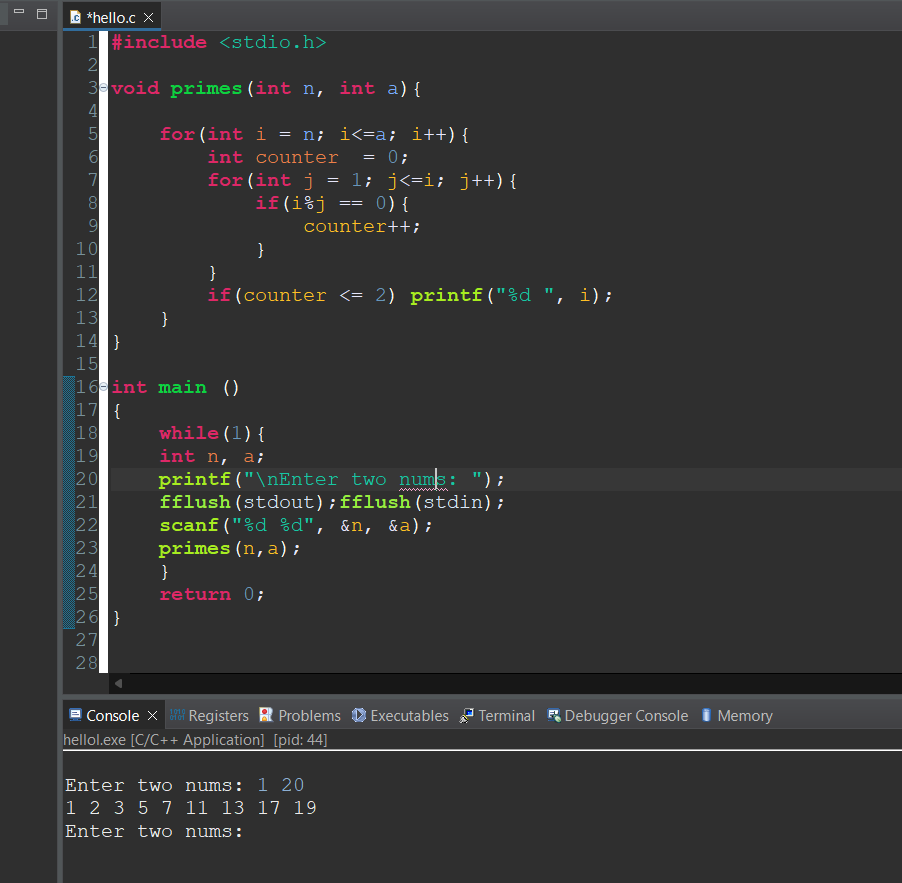 *hello.c
1 #include <stdio.h>
2
3 void primes(int n, int a){
4
5     for(int i = n; i<=a; i++){
6         int counter  = 0;
7         for(int j = 1; j<=i; j++){
8             if(i%j == 0){
9                 counter++;
10             }
11         }
12         if(counter <= 2) printf("%d ", i);
13     }
14 }
15
16 int main ()
17 {
18     while(1){
19     int n, a;
20     printf("\nEnter two nums: ");
21     fflush(stdout);fflush(stdin);
22     scanf("%d %d", &n, &a);
23     primes(n,a);
24     }
25     return 0;
26 }
27
28
Console Registers Problems Executables Terminal Debugger Console Memory
hellol.exe [C/C++ Application] [pid: 44]
Enter two nums: 1 20
1 2 3 5 7 11 13 17 19
Enter two nums: